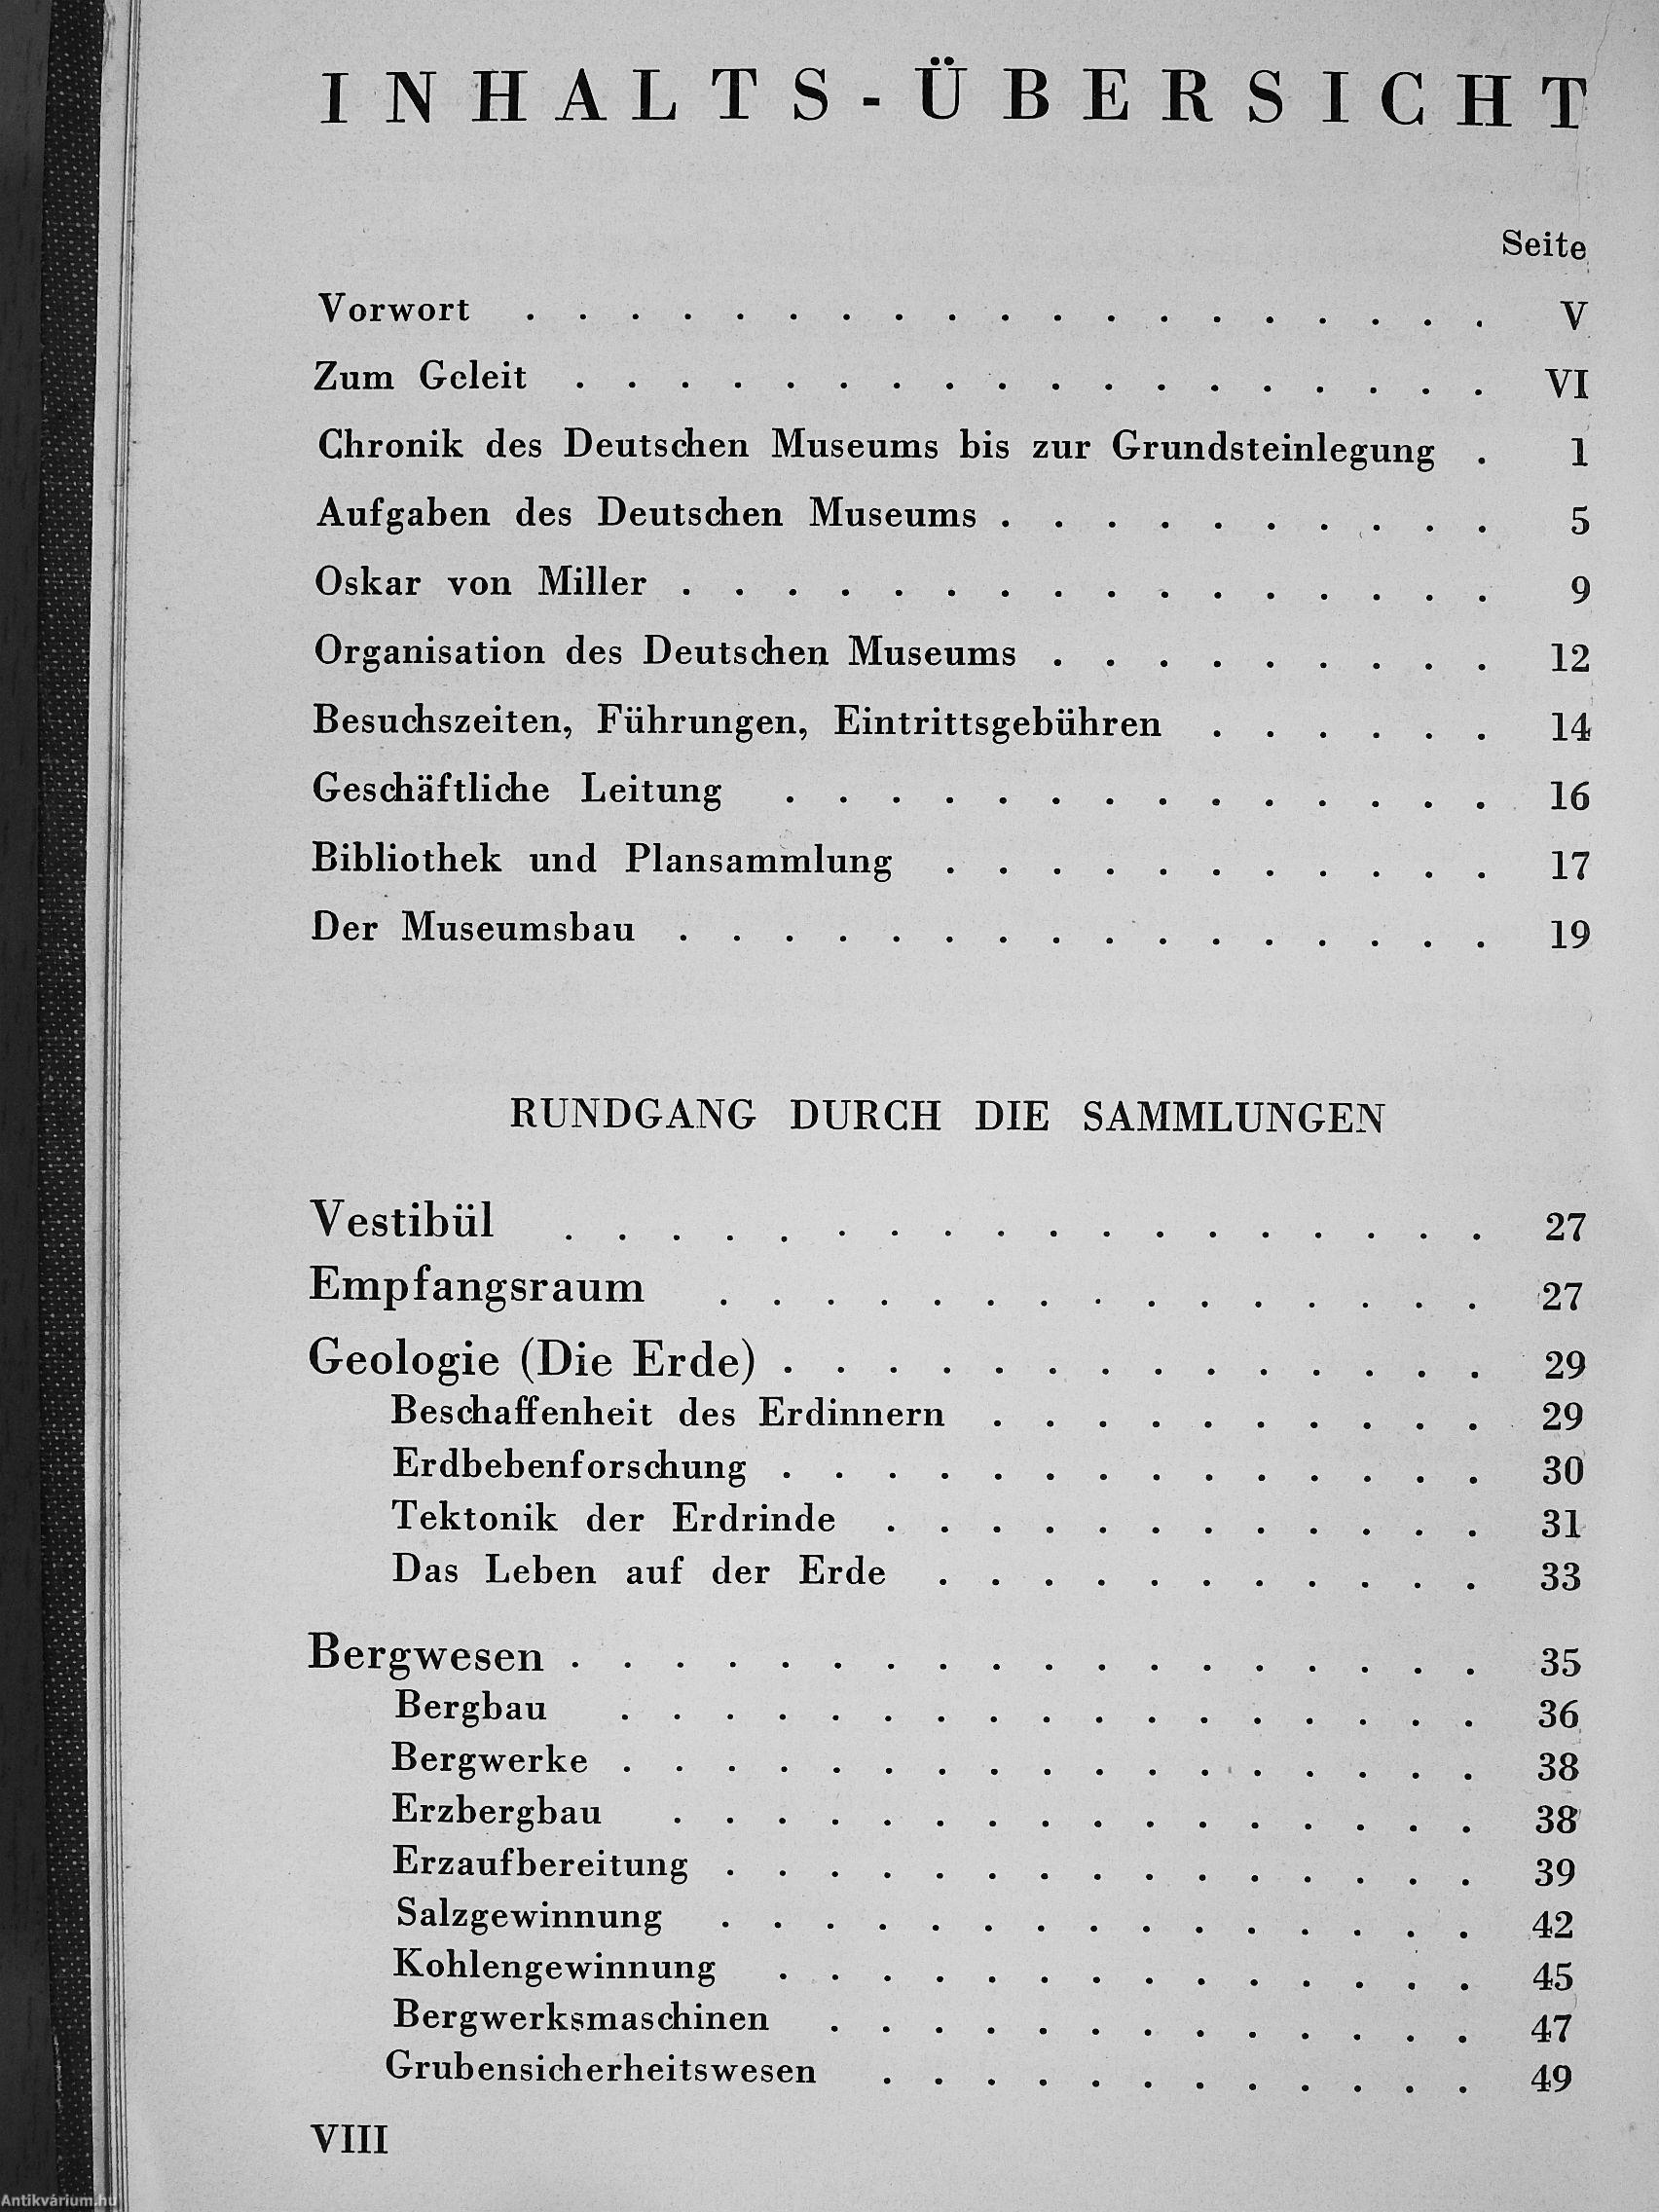 INHALTS-ÜBERSICHT
Seite
Vorwort . . . . . . . . . . . . . . . . . . . V
Zum Geleit . . . . . . . . . . . . . . . . . . VI
Chronik des Deutschen Museums bis zur Grundsteinlegung . 1
Aufgaben des Deutschen Museums . . . . . . . . . . 5
Oskar von Miller . . . . . . . . . . . . . . . . 9
Organisation des Deutschen Museums . . . . . . . . . 12
Besuchszeiten, Führungen, Eintrittsgebühren . . . . . . 14
Geschäftliche Leitung . . . . . . . . . . . . . . 16
Bibliothek und Plansammlung . . . . . . . . . . . 17
Der Museumsbau . . . . . . . . . . . . . . . . 19
RUNDGANG DURCH DIE SAMMLUNGEN
Vestibül . . . . . . . . . . . . . . . . . . 27
Empfangsraum . . . . . . . . . . . . . . . 27
Geologie (Die Erde) . . . . . . . . . . . . . . 29
Beschaffenheit des Erdinnern . . . . . . . . . . 29
Erdbebenforschung . . . . . . . . . . . . . . 30
Tektonik der Erdrinde . . . . . . . . . . . . 31
Das Leben auf der Erde . . . . . . . . . . . 33
Bergwesen . . . . . . . . . . . . . . . . . . 35
Bergbau . . . . . . . . . . . . . . . . . 36
Bergwerke . . . . . . . . . . . . . . . . . 38
Erzbergbau . . . . . . . . . . . . . . . . 38
Erzaufbereitung . . . . . . . . . . . . . . . 39
Salzgewinnung . . . . . . . . . . . . . . . 42
Kohlengewinnung . . . . . . . . . . . . . . 45
Bergwerksmaschinen . . . . . . . . . . . . . 47
Grubensicherheitswesen . . . . . . . . . . . . 49
VIII
Antikvárium.hu